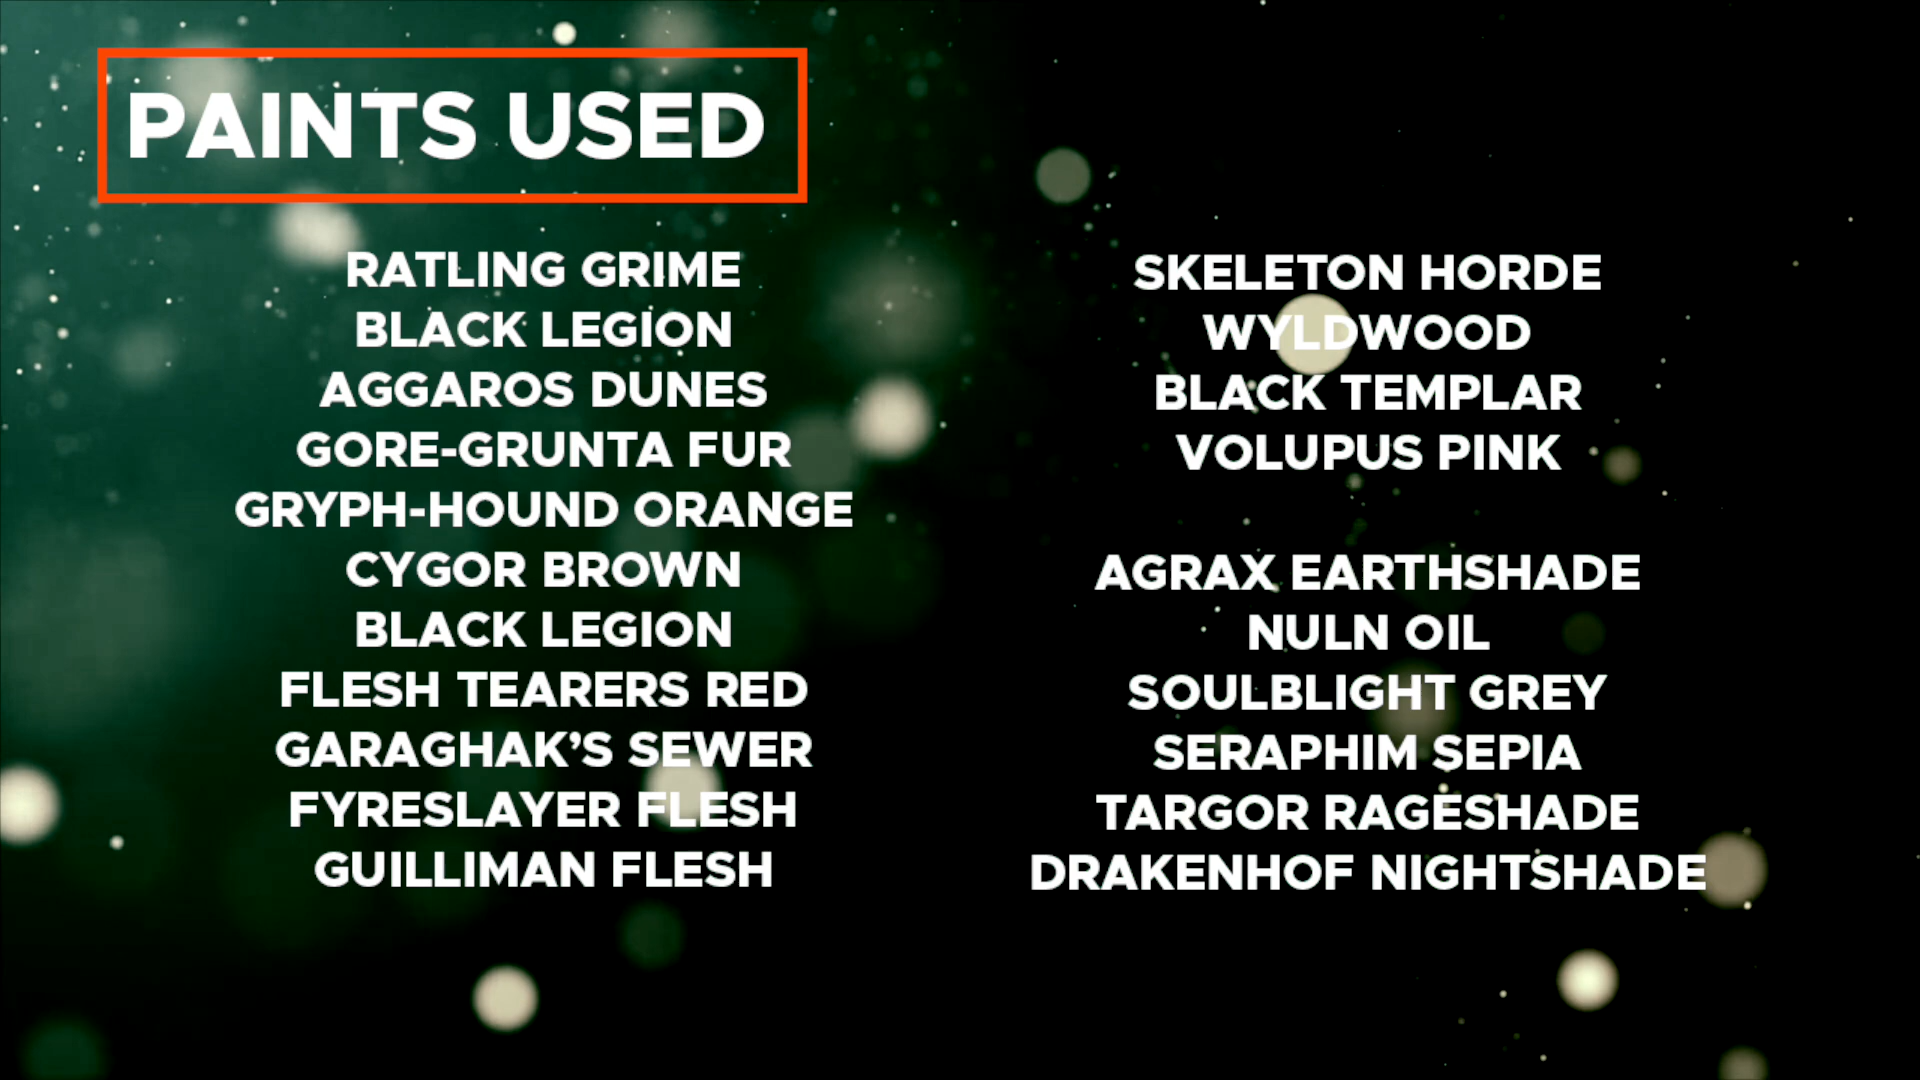 PAINTS USED
RATLING GRIME
BLACK LEGION
AGGAROS DUNES
GORE-GRUNTA FUR
GRYPH-HOUND ORANGE
CYGOR BROWN
BLACK LEGION
FLESH TEARERS RED
GARAGHAK’S SEWER
FYRESLAYER FLESH
GUILLIMAN FLESH
SKELETON HORDE
WYLDWOOD
BLACK TEMPLAR
VOLUPUS PINK
AGRAX EARTHSHADE
NULN OIL
SOULBLIGHT GREY
SERAPHIM SEPIA
TARGOR RAGESHADE
DRAKENHOF NIGHTSHADE